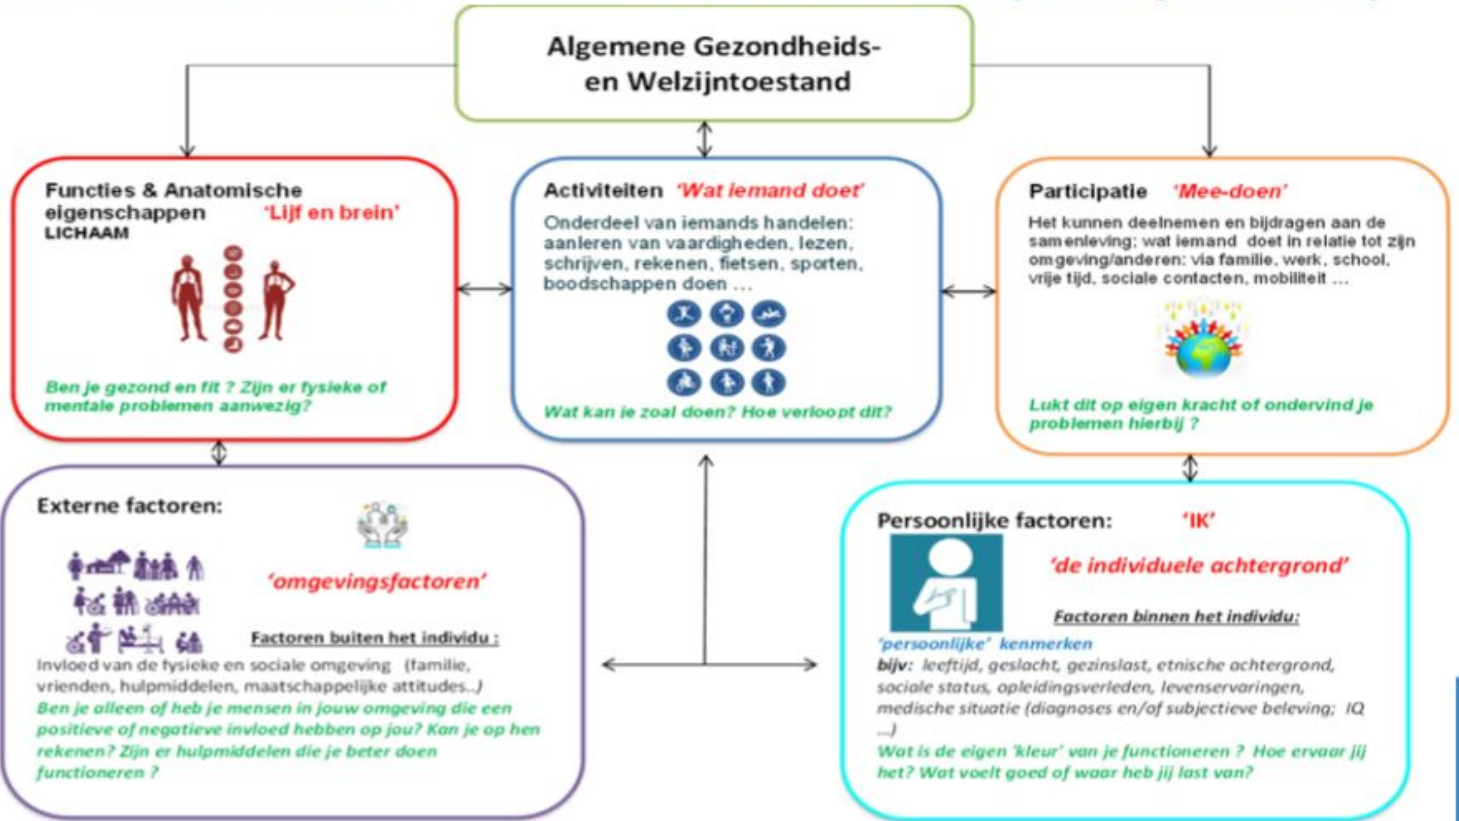 Algemene Gezondheids-
en Welzijntoestand
Functies & Anatomische
eigenschappen 'Lijf en brein'
LICHAAM
Ben je gezond en fit ? Zijn er fysieke of
mentale problemen aanwezig?
Activiteiten 'Wat iemand doet'
Onderdeel van iemands handelen:
aanleren van vaardigheden, lezen,
schrijven, rekenen, fietsen, sporten,
boodschappen doen ...
Wat kan je zoal doen? Hoe verloopt dit?
Participatie 'Mee-doen'
Het kunnen deelnemen en bijdragen aan de
samenleving; wat iemand doet in relatie tot zijn
omgeving/anderen: via familie, werk, school,
vrije tijd, sociale contacten, mobiliteit ...
Lukt dit op eigen kracht of ondervind je
problemen hierbij ?
Externe factoren:
'omgevingsfactoren'
Factoren buiten het individu :
Invloed van de fysieke en sociale omgeving (familie,
vrienden, hulpmiddelen, maatschappelijke attitudes..)
Ben je alleen of heb je mensen in jouw omgeving die een
positieve of negatieve invloed hebben op jou? Kan je op hen
rekenen? Zijn er hulpmiddelen die je beter doen
functioneren ?
Persoonlijke factoren: 'IK'
'de individuele achtergrond'
Factoren binnen het individu:
'persoonlijke' kenmerken
bijv: leeftijd, geslacht, gezinslast, etnische achtergrond,
sociale status, opleidingsverleden, levenservaringen,
medische situatie (diagnoses en/of subjectieve beleving; IQ
...)
Wat is de eigen 'kleur' van je functioneren ? Hoe ervaar jij
het? Wat voelt goed of waar heb jij last van?